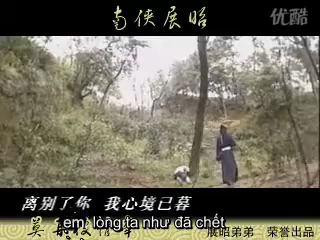 南侠展昭
优酷
离别了你 我心境已暮
em, lòng ta như đã chết
展昭弟弟 荣誉出品